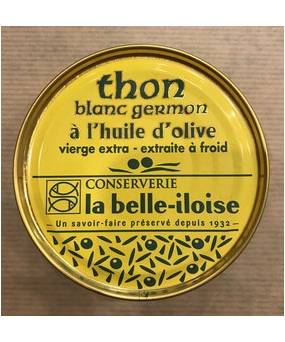 thon
blanc germon
à l'huile d'olive
vierge extra - extraite à froid
CONSERVERIE
la belle-iloise
– Un savoir-faire préservé depuis 1932 –